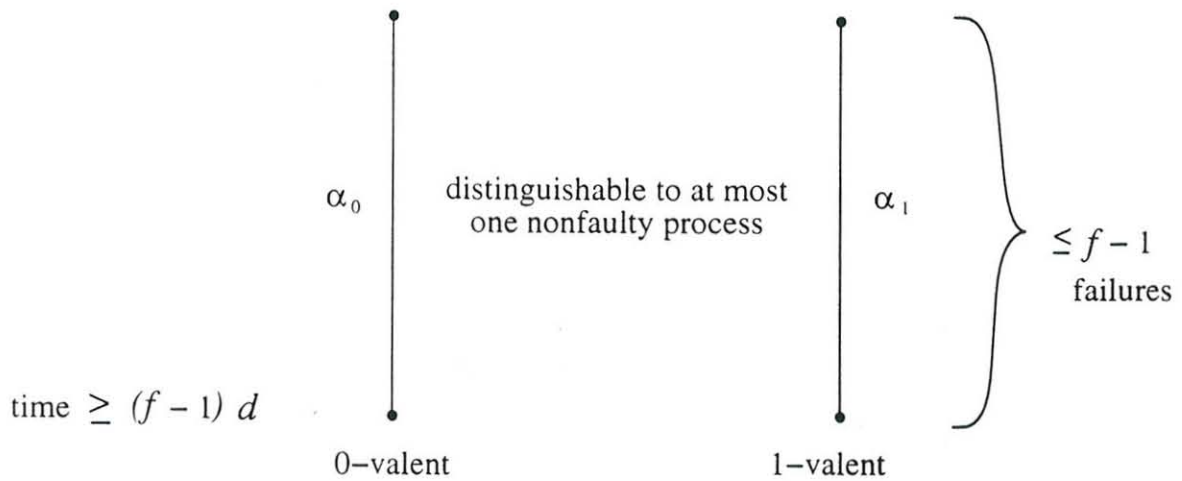 α₀
distinguishable to at most
one nonfaulty process
α₁
≤ f – 1
failures
time ≥ (f – 1) d
0–valent
1–valent